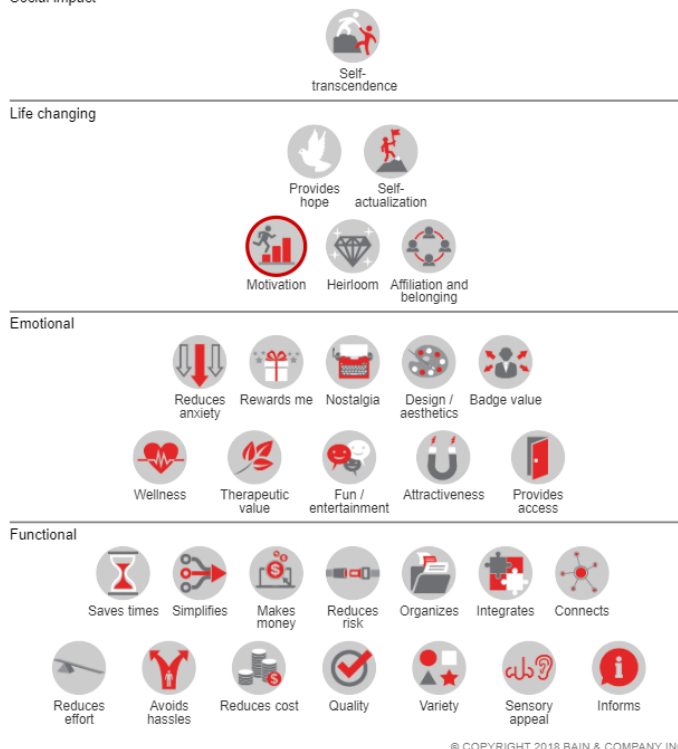 Social impact
Self-
transcendence
Life changing
Provides
hope
Self-
actualization
Motivation
Heirloom
Affiliation and
belonging
Emotional
Reduces
anxiety
Rewards me
Nostalgia
Design /
aesthetics
Badge value
Wellness
Therapeutic
value
Fun /
entertainment
Attractiveness
Provides
access
Functional
Saves times
Simplifies
Makes
money
Reduces
risk
Organizes
Integrates
Connects
Reduces
effort
Avoids
hassles
Reduces cost
Quality
Variety
Sensory
appeal
Informs
© COPYRIGHT 2018 BAIN & COMPANY IN